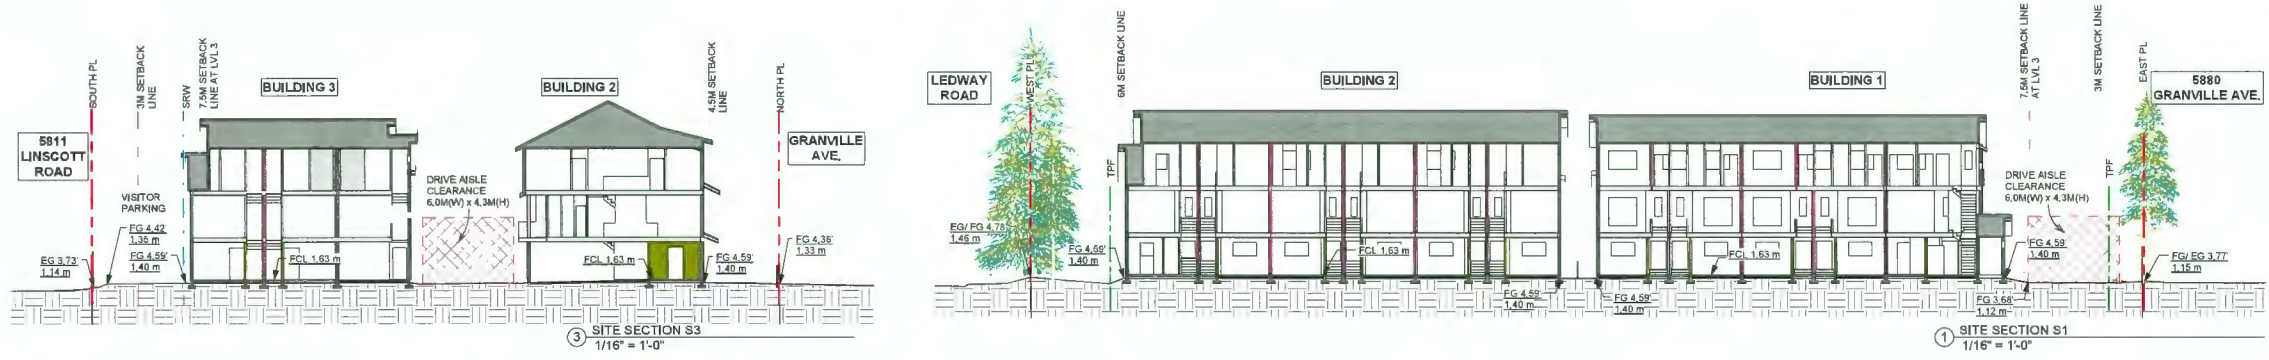 SOUTH PL
3M SETBACK
LINE
SRW
7.5M SETBACK
LINE AT LVL 3
BUILDING 3
BUILDING 2
4.5M SETBACK
LINE
NORTH PL
5811
LINSCOTT
ROAD
GRANVILLE
AVE.
VISITOR
PARKING
DRIVE AISLE
CLEARANCE
6.0M(W) x 4.3M(H)
FG 4.42'
1.35 m
EG 3.73'
1.14 m
FG 4.59'
1.40 m
FCL 1.63 m
FCL 1.63 m
FG 4.59'
1.40 m
FG 4.36'
1.33 m
3
SITE SECTION S3
1/16" = 1'-0"
LEDWAY
ROAD
WEST PL
6M SETBACK LINE
TPF
BUILDING 2
BUILDING 1
7.5M SETBACK LINE
AT LVL 3
3M SETBACK LINE
EAST PL
5880
GRANVILLE AVE.
TPF
DRIVE AISLE
CLEARANCE
6.0M(W) x 4.3M(H)
EG/ FG 4.78'
1.46 m
FG 4.59'
1.40 m
FCL 1.63 m
FCL 1.63 m
FG 4.59'
1.40 m
FG 4.59'
1.40 m
FG 4.59'
1.40 m
FG 3.68'
1.12 m
FG/ EG 3.77'
1.15 m
1
SITE SECTION S1
1/16" = 1'-0"